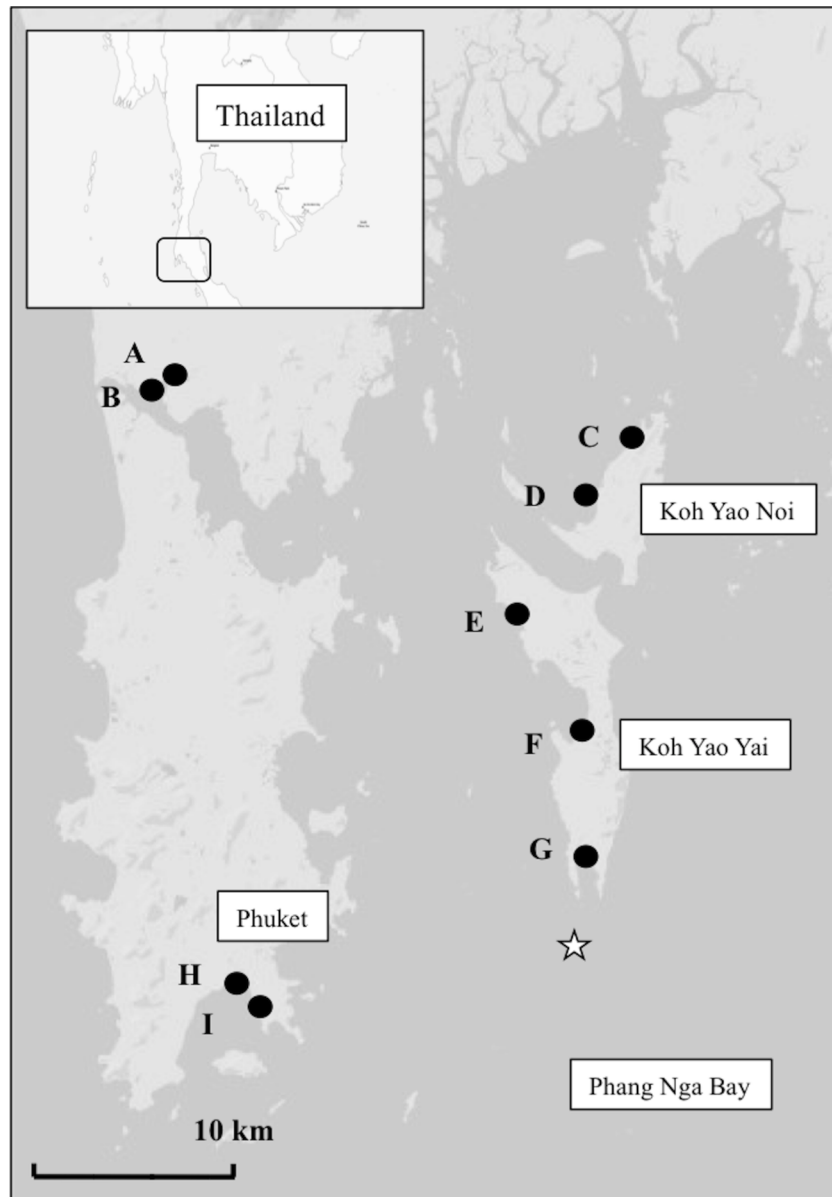 Thailand
A
B
C
D
Koh Yao Noi
E
F
Koh Yao Yai
G
Phuket
H
I
Phang Nga Bay
10 km